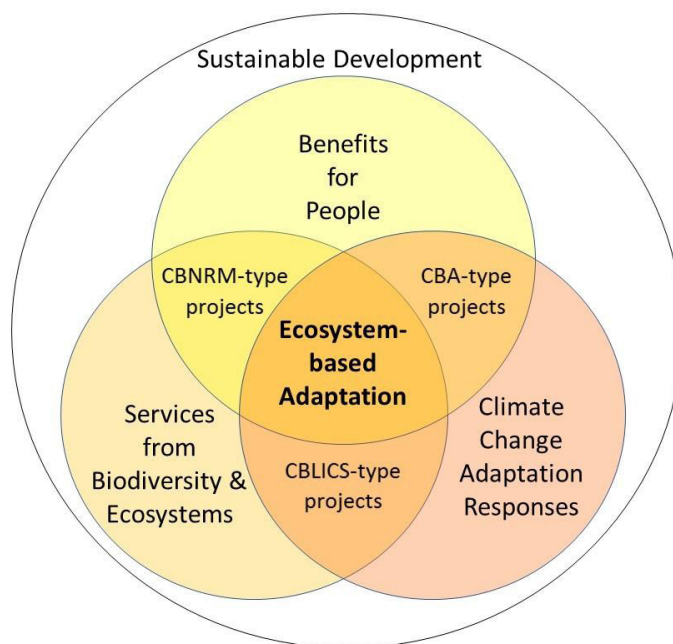 Sustainable Development
Benefits
for
People
CBNRM-type
projects
CBA-type
projects
Ecosystem-
based
Adaptation
Services
from
Biodiversity &
Ecosystems
CBLICS-type
projects
Climate
Change
Adaptation
Responses